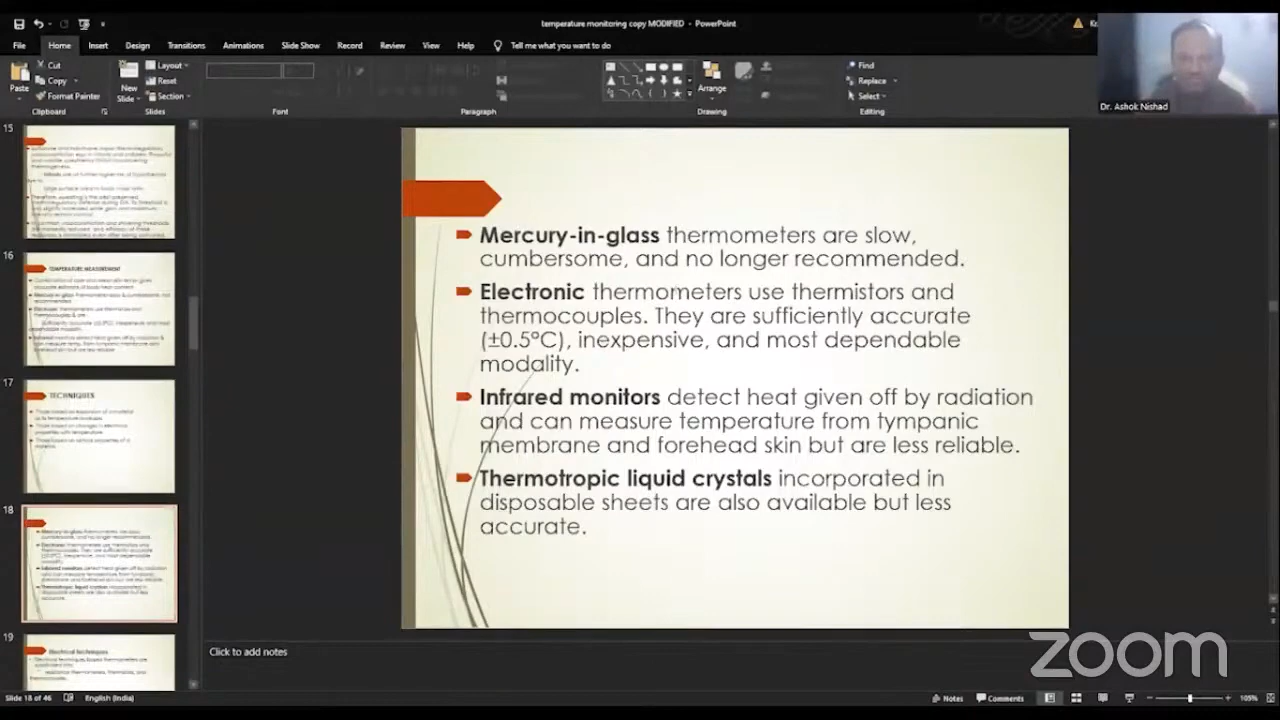 temperature monitoring copy MODIFIED - PowerPoint
File Home Insert Design Transitions Animations Slide Show Record Review View Help Tell me what you want to do
Paste
Cut
Copy
Format Painter
Clipboard
New
Slide
Layout
Reset
Section
Slides
Font
Paragraph
Arrange
Drawing
Find
Replace
Select
Editing
Dr. Ashok Nishad
15
16
TEMPERATURE MEASUREMENT
17
TECHNIQUES
18
19
Electrical techniques
Mercury-in-glass thermometers are slow,
cumbersome, and no longer recommended.
Electronic thermometers use thermistors and
thermocouples. They are sufficiently accurate
(±0.5°C), inexpensive, and most dependable
modality.
Infrared monitors detect heat given off by radiation
and can measure temperature from tympanic
membrane and forehead skin but are less reliable.
Thermotropic liquid crystals incorporated in
disposable sheets are also available but less
accurate.
Click to add notes
zoom
Slide 18 of 46 English (India) Notes Comments 105%